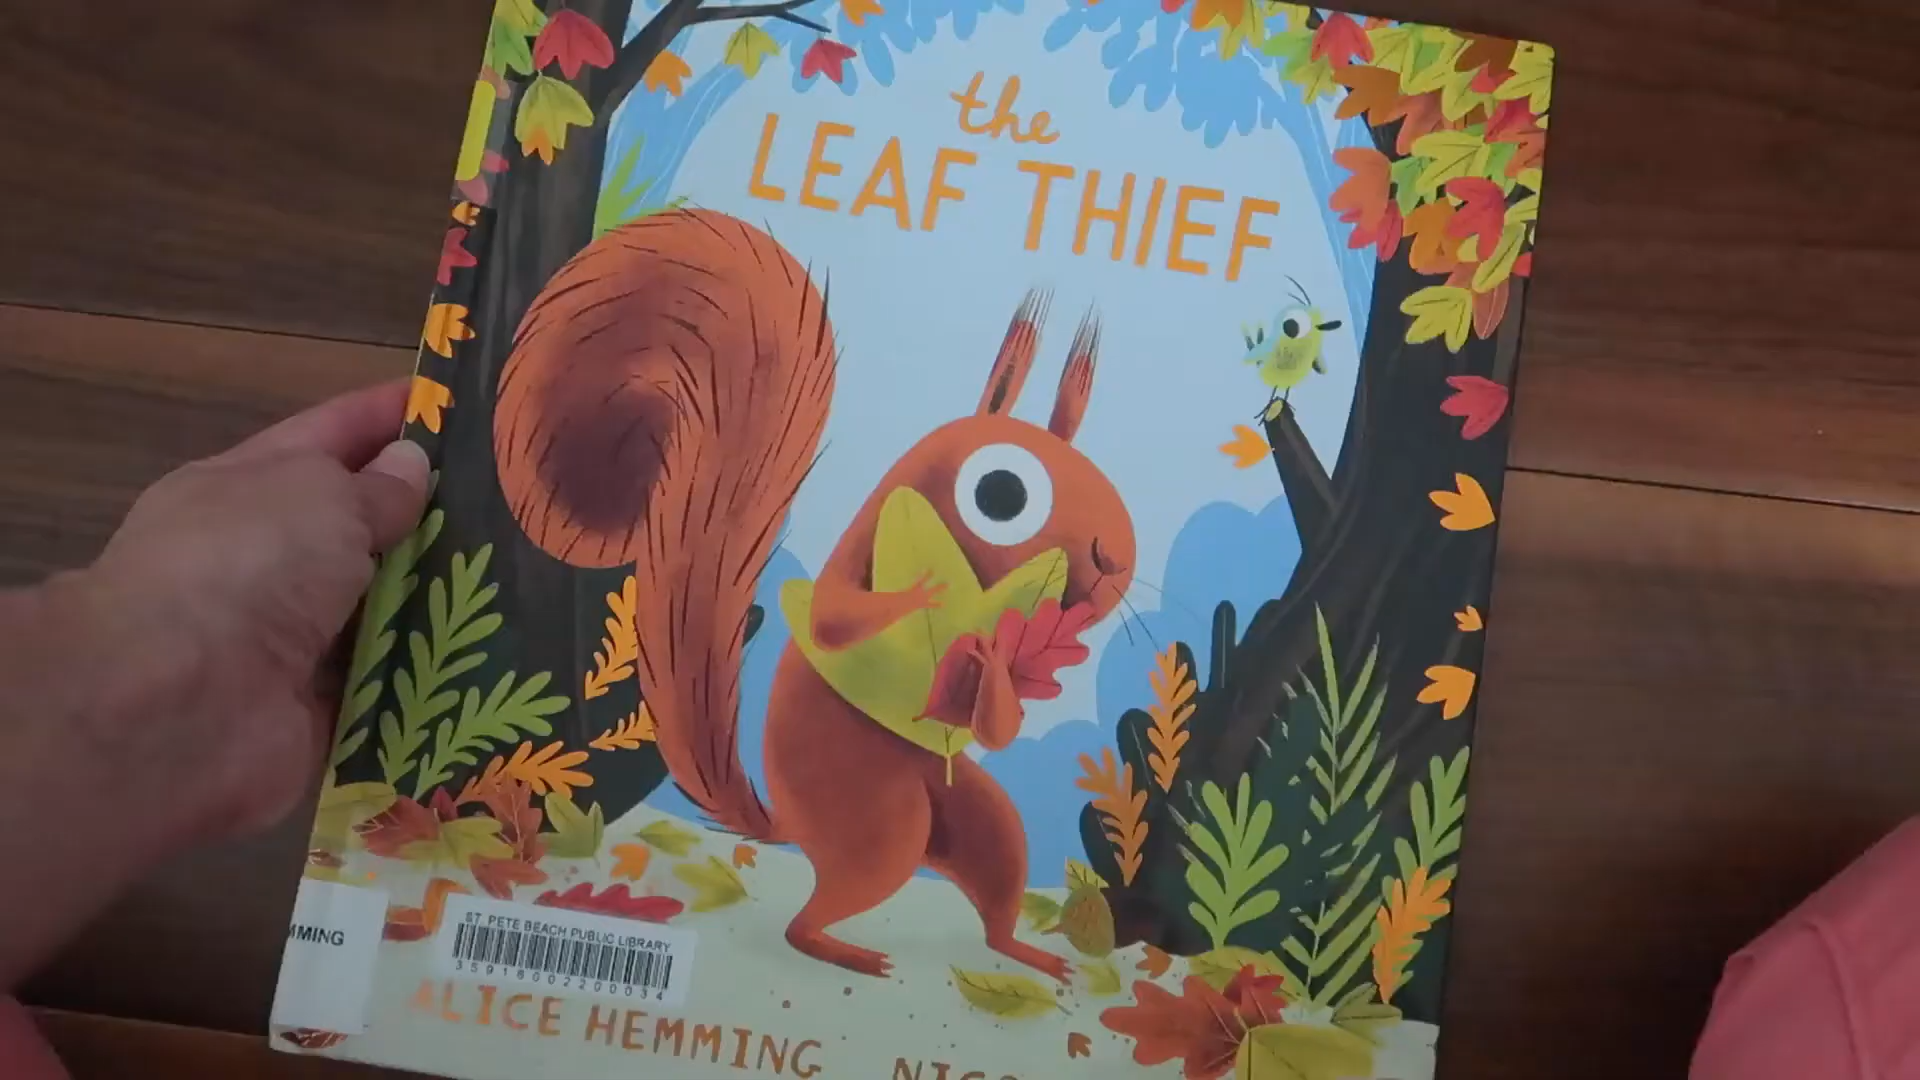 the
LEAF THIEF
ST. PETE BEACH PUBLIC LIBRARY
35918002200034
MMING
ALICE HEMMING